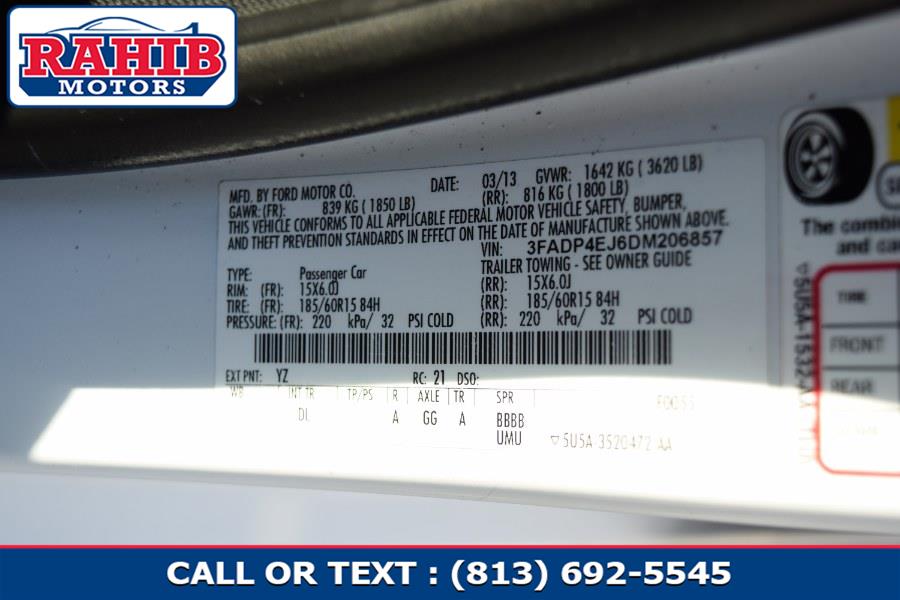 RAHIB
MOTORS
MFD. BY FORD MOTOR CO. DATE: 03/13 GVWR: 1642 KG ( 3620 LB)
GAWR: (FR): 839 KG ( 1850 LB) (RR): 816 KG ( 1800 LB)
THIS VEHICLE CONFORMS TO ALL APPLICABLE FEDERAL MOTOR VEHICLE SAFETY, BUMPER,
AND THEFT PREVENTION STANDARDS IN EFFECT ON THE DATE OF MANUFACTURE SHOWN ABOVE.
VIN: 3FADP4EJ6DM206857
TYPE: Passenger Car TRAILER TOWING - SEE OWNER GUIDE
RIM: (FR): 15X6.0J (RR): 15X6.0J
TIRE: (FR): 185/60R15 84H (RR): 185/60R15 84H
PRESSURE: (FR): 220 kPa/ 32 PSI COLD (RR): 220 kPa/ 32 PSI COLD
EXT PNT: YZ RC: 21 DSO:
WB INT TR TP/PS R AXLE TR SPR
DL A GG A BBBB
UMU ▽5U5A 3520472 AA
The combin
and ca
TIRE
FRONT
REAR
CALL OR TEXT : (813) 692-5545